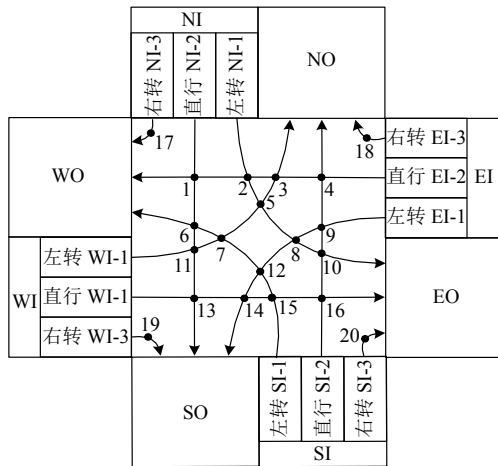 NI
NO
右转 NI-3
直行 NI-2
左转 NI-1
17
18
右转 EI-3
EI
直行 EI-2
左转 EI-1
WO
1
2
3
4
5
6
7
8
9
10
11
12
WI
左转 WI-1
直行 WI-1
右转 WI-3
EO
13
14
15
16
19
20
SO
左转 SI-1
直行 SI-2
右转 SI-3
SI